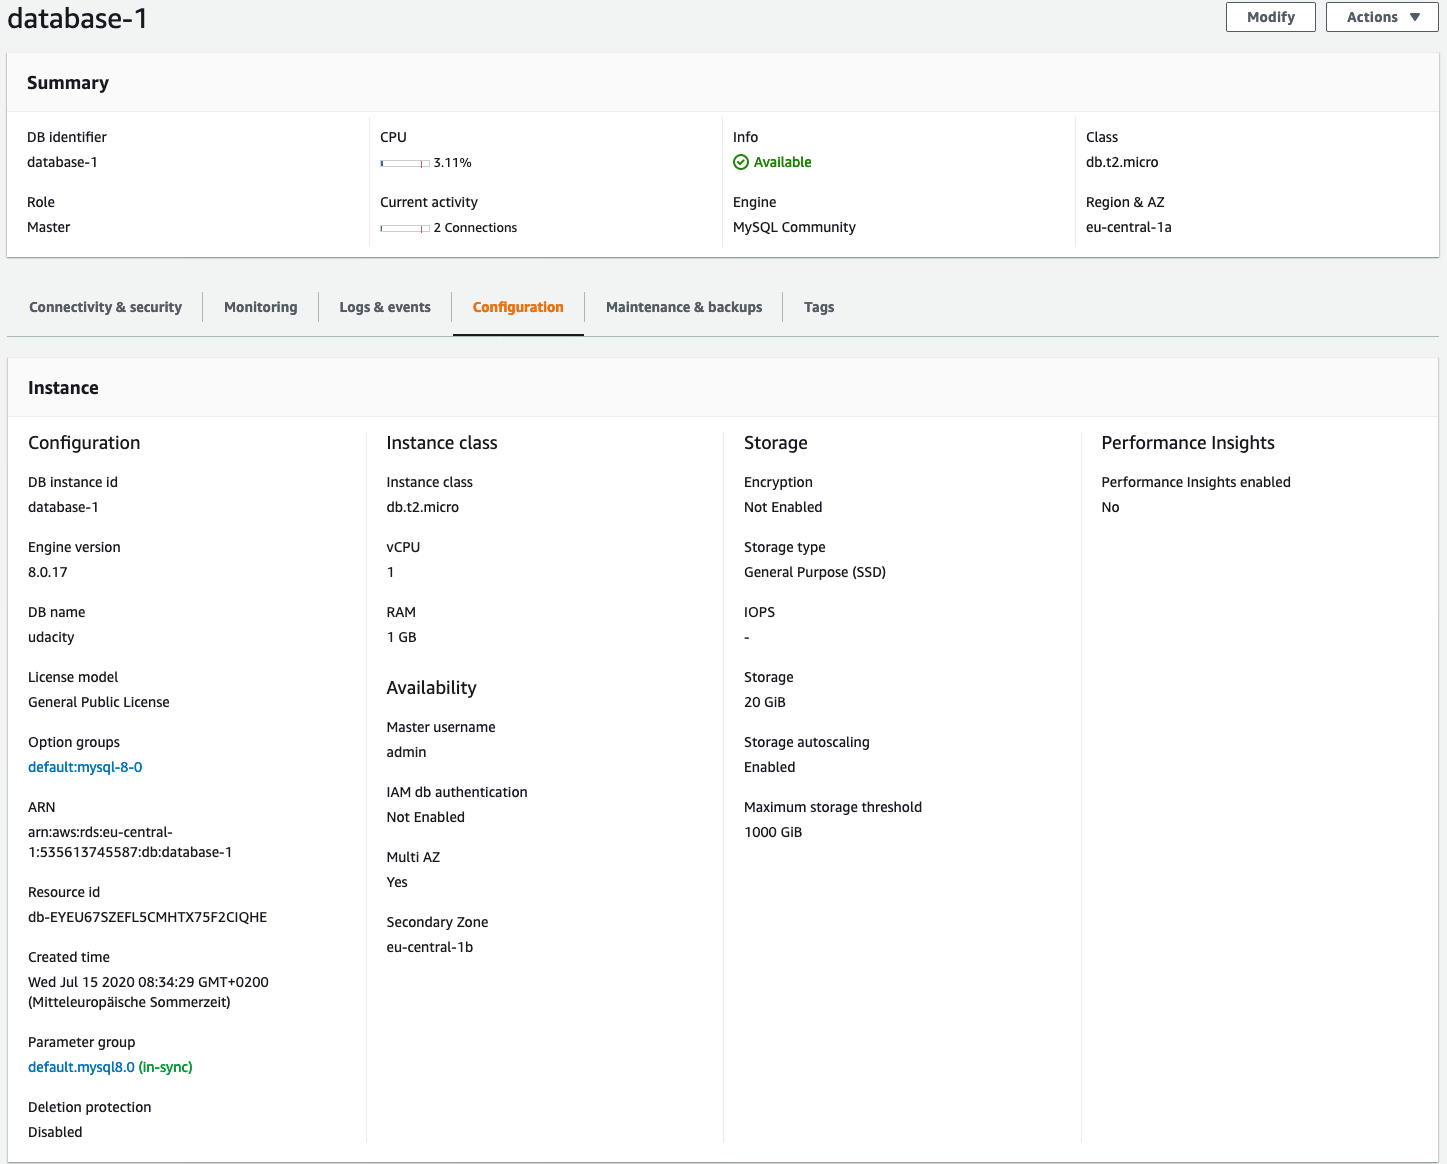 database-1
Modify
Actions
Summary
DB identifier
database-1
Role
Master
CPU
3.11%
Current activity
2 Connections
Info
Available
Engine
MySQL Community
Class
db.t2.micro
Region & AZ
eu-central-1a
Connectivity & security
Monitoring
Logs & events
Configuration
Maintenance & backups
Tags
Instance
Configuration
DB instance id
database-1
Engine version
8.0.17
DB name
udacity
License model
General Public License
Option groups
default:mysql-8-0
ARN
arn:aws:rds:eu-central-
1:535613745587:db:database-1
Resource id
db-EYEU67SZEFL5CMHTX75F2CIQHE
Created time
Wed Jul 15 2020 08:34:29 GMT+0200
(Mitteleuropäische Sommerzeit)
Parameter group
default.mysql8.0 (in-sync)
Deletion protection
Disabled
Instance class
Instance class
db.t2.micro
vCPU
1
RAM
1 GB
Availability
Master username
admin
IAM db authentication
Not Enabled
Multi AZ
Yes
Secondary Zone
eu-central-1b
Storage
Encryption
Not Enabled
Storage type
General Purpose (SSD)
IOPS
-
Storage
20 GiB
Storage autoscaling
Enabled
Maximum storage threshold
1000 GiB
Performance Insights
Performance Insights enabled
No